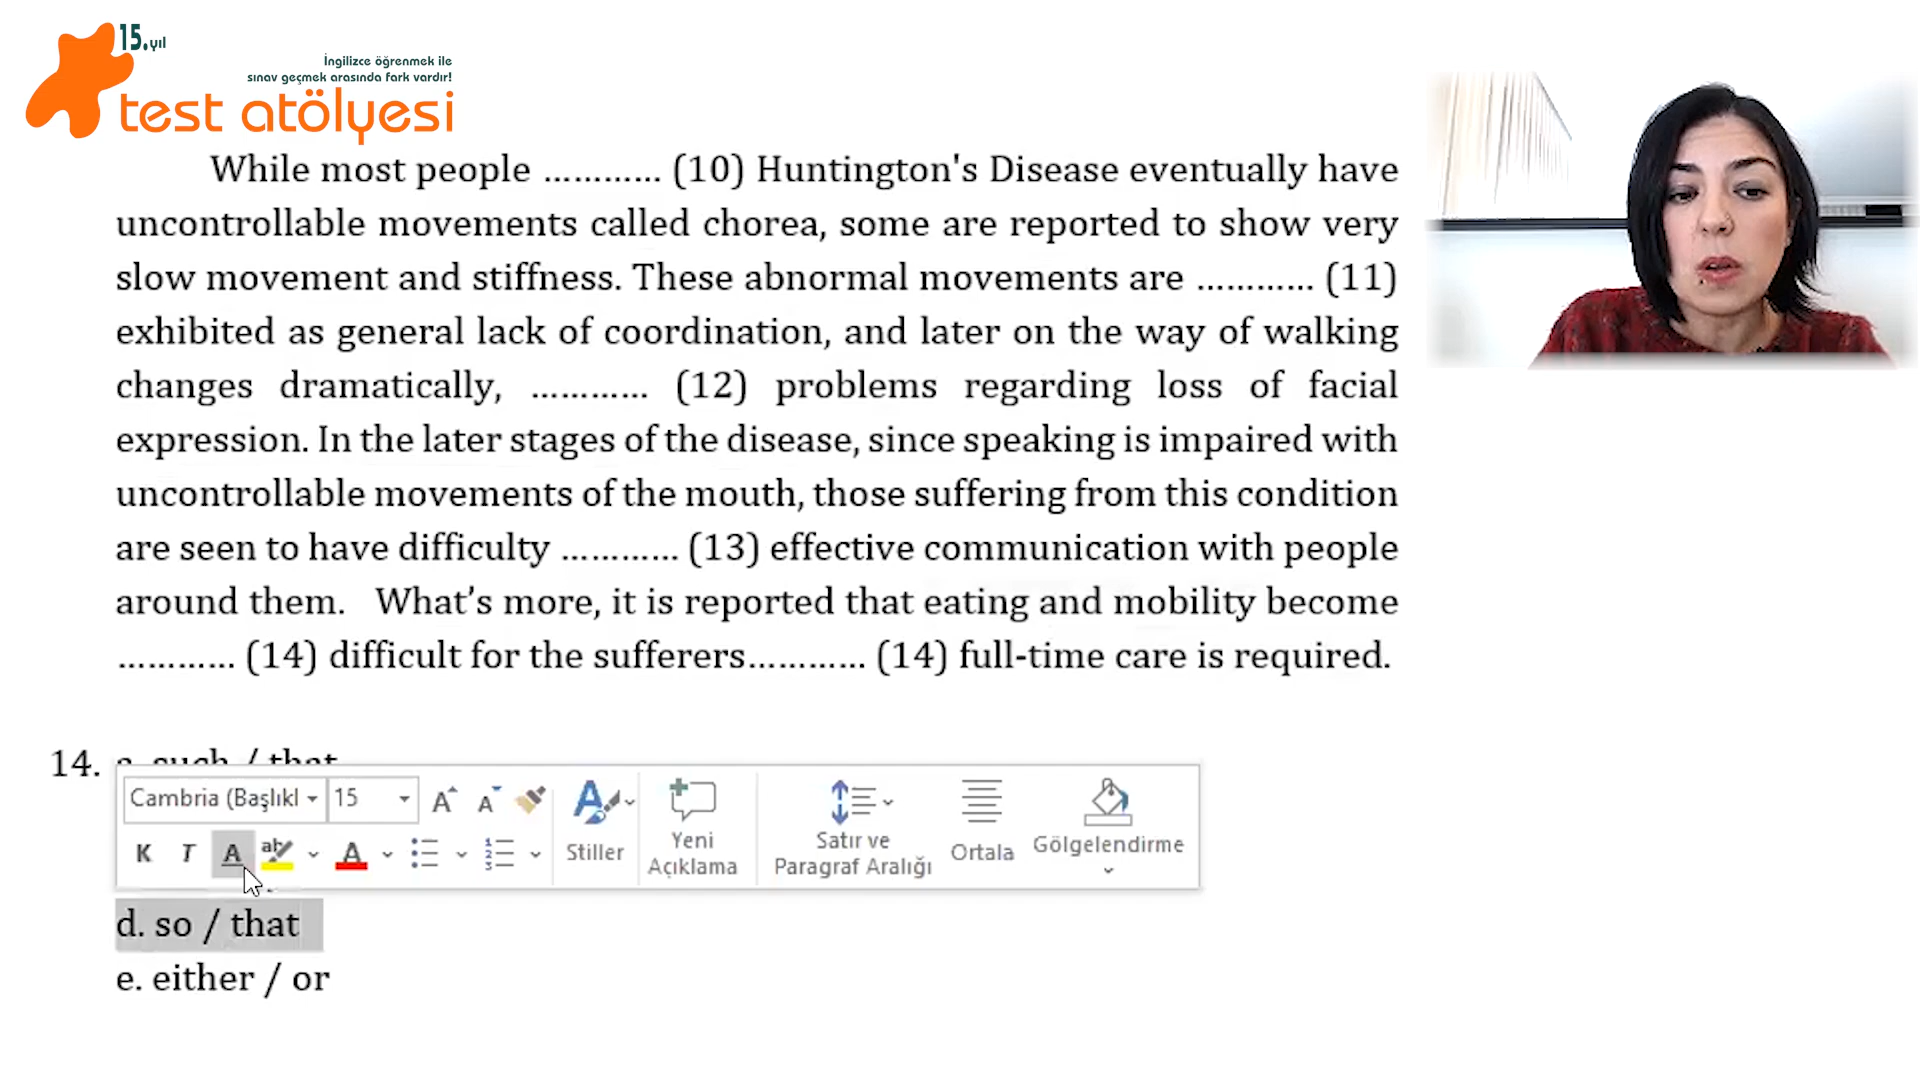 15.yıl
İngilizce öğrenmek ile
sınav geçmek arasında fark vardır!
test atölyesi
While most people ………… (10) Huntington's Disease eventually have
uncontrollable movements called chorea, some are reported to show very
slow movement and stiffness. These abnormal movements are ………… (11)
exhibited as general lack of coordination, and later on the way of walking
changes dramatically, ………… (12) problems regarding loss of facial
expression. In the later stages of the disease, since speaking is impaired with
uncontrollable movements of the mouth, those suffering from this condition
are seen to have difficulty ………… (13) effective communication with people
around them. What’s more, it is reported that eating and mobility become
………… (14) difficult for the sufferers………… (14) full-time care is required.
14. a. such / that
Cambria (Başlıkl 15
Yeni Açıklama
Satır ve Paragraf Aralığı
Ortala
Gölgelendirme
K T A ab A
Stiller
d. so / that
e. either / or